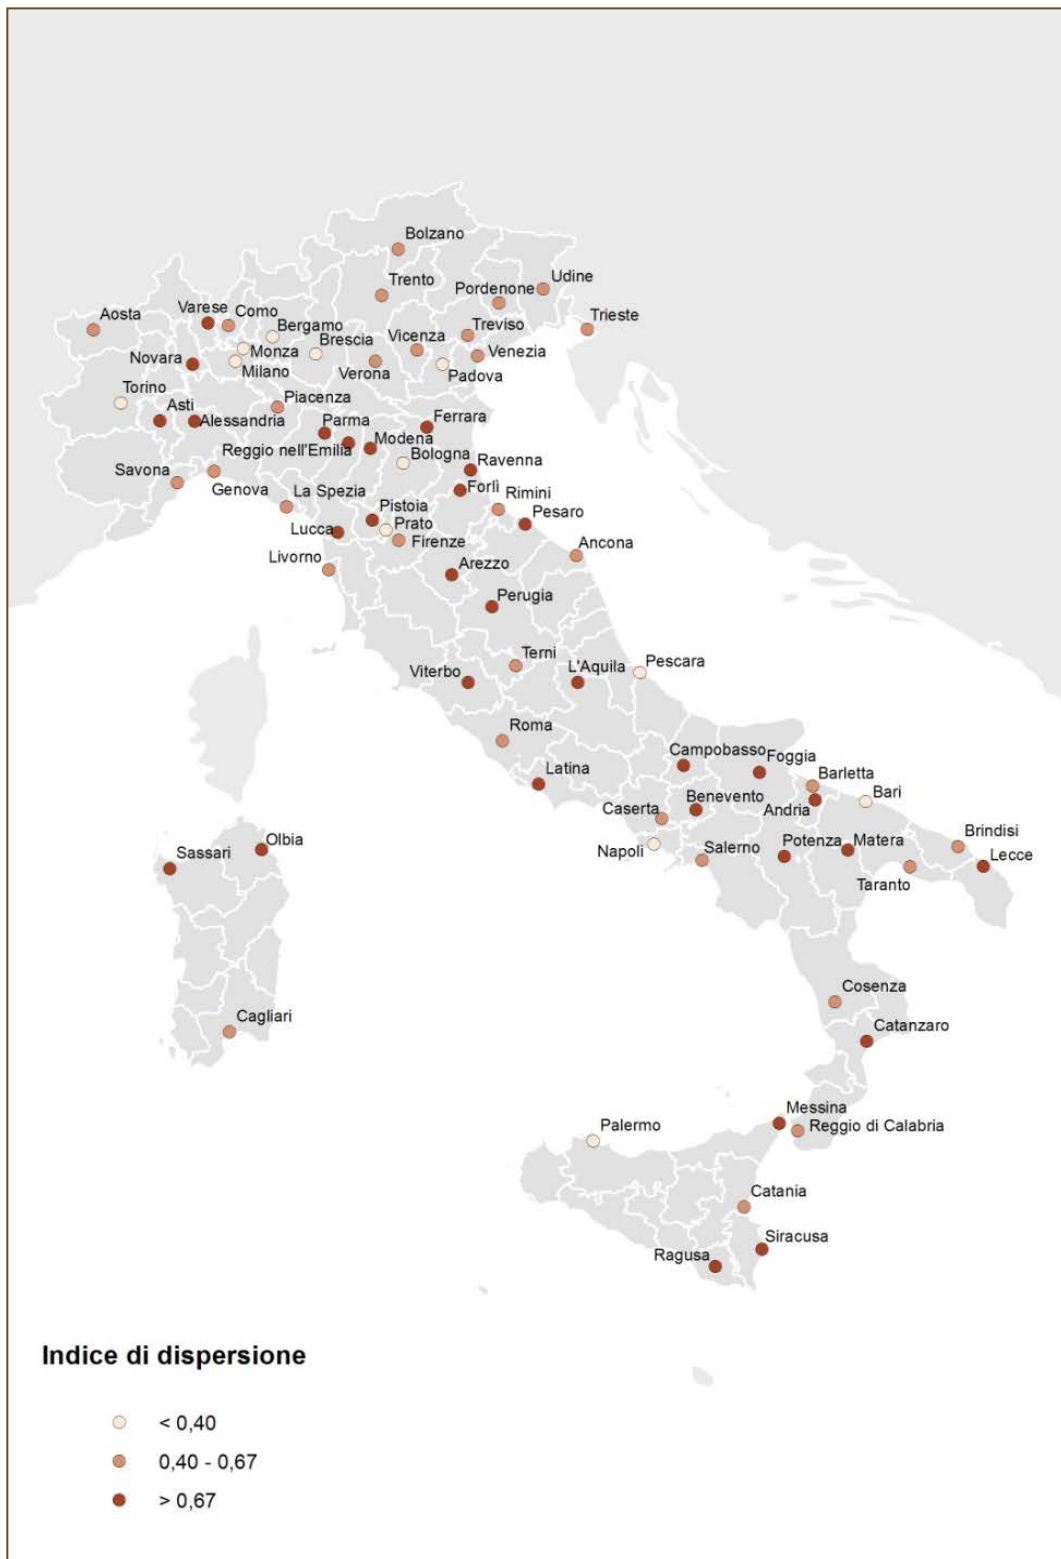 Bolzano
Udine
Trento
Pordenone
Aosta
Varese
Como
Trieste
Bergamo
Vicenza
Treviso
Brescia
Monza
Venezia
Novara
Milano
Verona
Padova
Torino
Piacenza
Asti
Alessandria
Parma
Ferrara
Modena
Reggio nell'Emilia
Bologna
Ravenna
Savona
Genova
La Spezia
Forlì
Rimini
Pistoia
Pesaro
Lucca
Prato
Firenze
Ancona
Livorno
Arezzo
Perugia
Terni
Viterbo
L'Aquila
Pescara
Roma
Campobasso
Foggia
Latina
Barletta
Benevento
Bari
Caserta
Andria
Olbia
Potenza
Matera
Brindisi
Sassari
Napoli
Salerno
Lecce
Taranto
Cosenza
Cagliari
Catanzaro
Messina
Palermo
Reggio di Calabria
Catania
Siracusa
Ragusa
Indice di dispersione
< 0,40
0,40 - 0,67
> 0,67